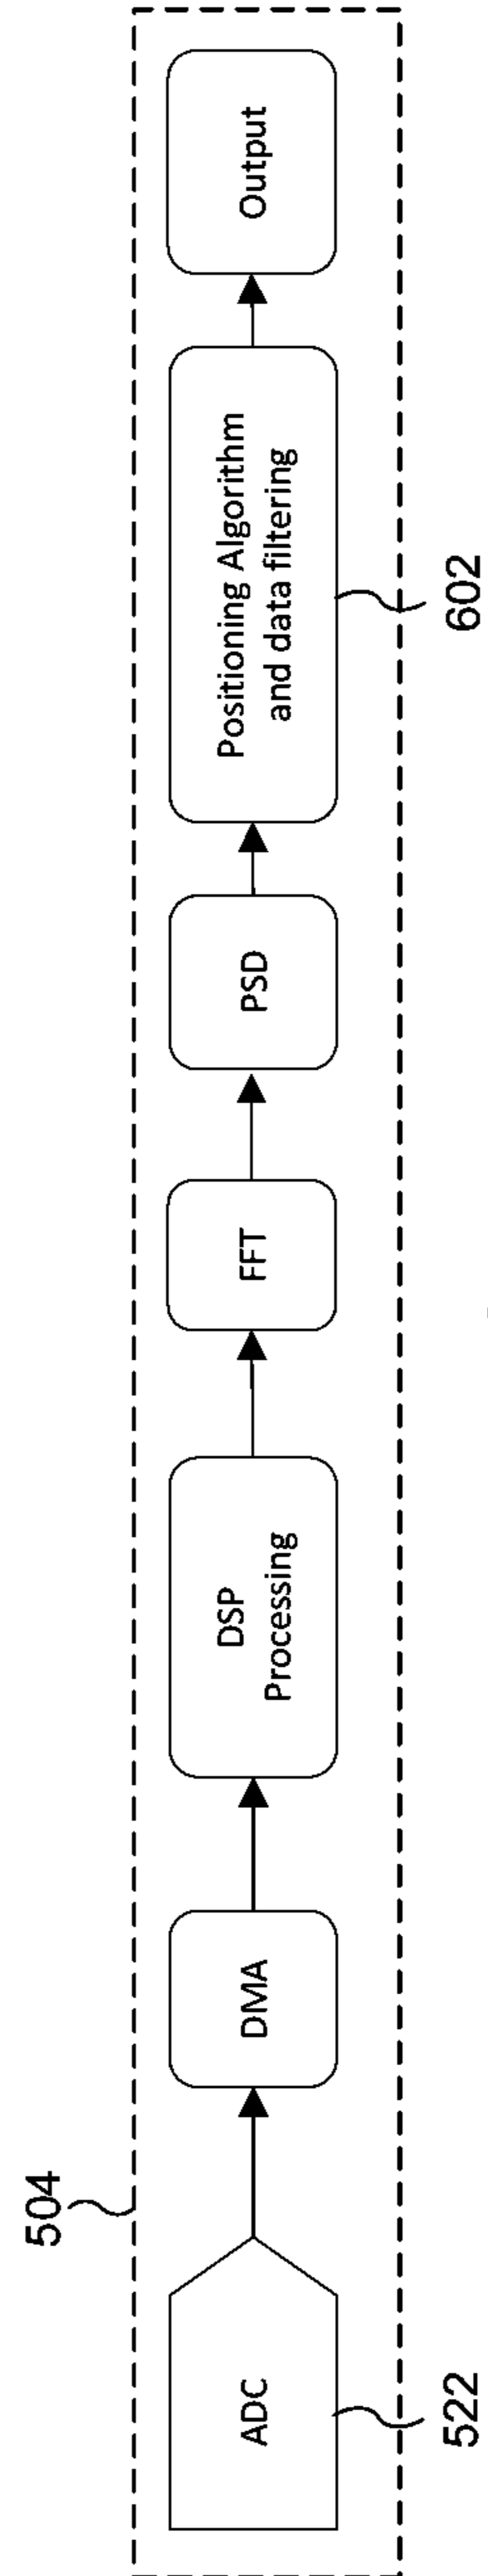 504
ADC
522
DMA
DSP
Processing
FFT
PSD
Positioning Algorithm
and data filtering
602
Output